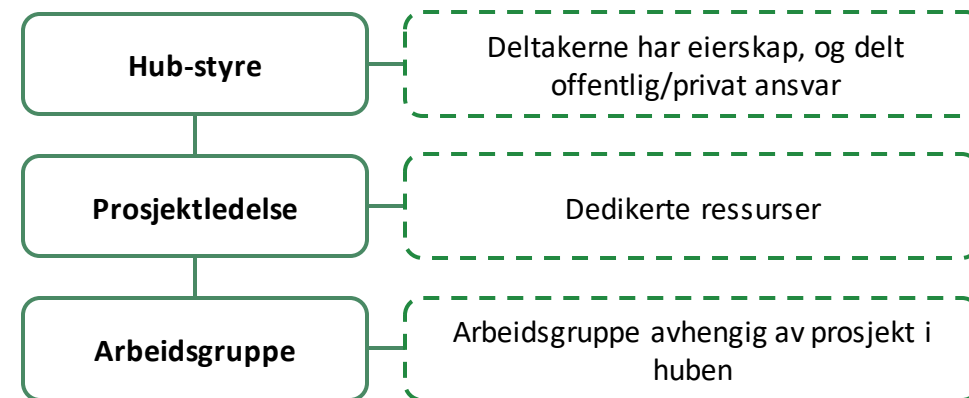 Hub-styre
Deltakerne har eierskap, og delt
offentlig/privat ansvar
Prosjektledelse
Dedikerte ressurser
Arbeidsgruppe
Arbeidsgruppe avhengig av prosjekt i
huben